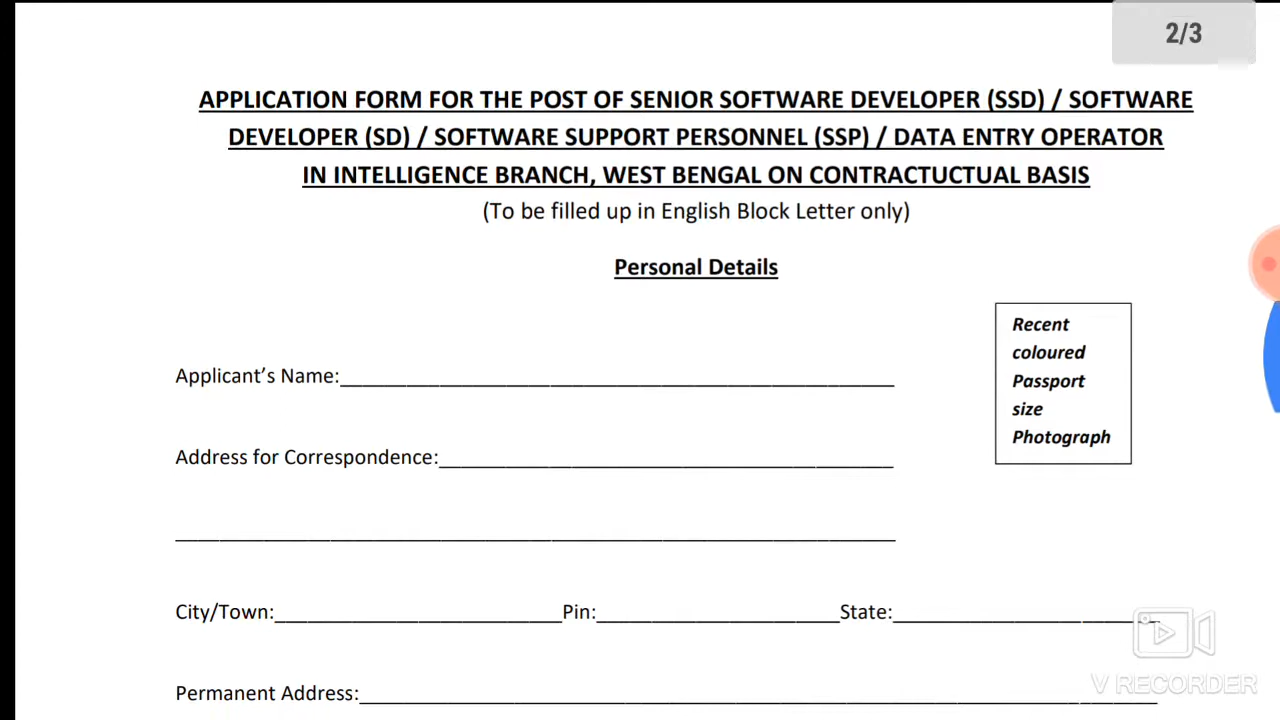 2/3
APPLICATION FORM FOR THE POST OF SENIOR SOFTWARE DEVELOPER (SSD) / SOFTWARE
DEVELOPER (SD) / SOFTWARE SUPPORT PERSONNEL (SSP) / DATA ENTRY OPERATOR
IN INTELLIGENCE BRANCH, WEST BENGAL ON CONTRACTUCTUAL BASIS
(To be filled up in English Block Letter only)
Personal Details
Recent
coloured
Passport
size
Photograph
Applicant’s Name:
Address for Correspondence:
City/Town: Pin: State:
Permanent Address:
V RECORDER